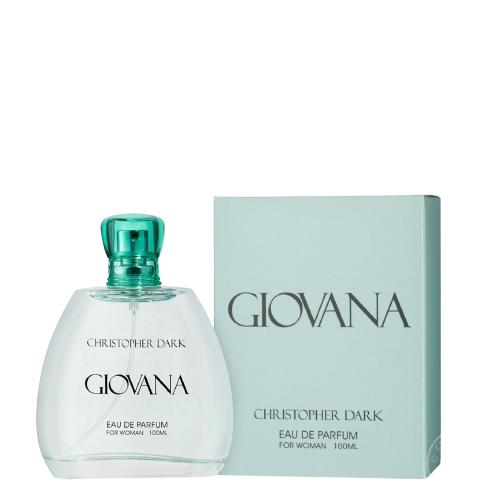 CHRISTOPHER DARK
GIOVANA
EAU DE PARFUM
FOR WOMAN 100ML
GIOVANA
CHRISTOPHER DARK
EAU DE PARFUM
FOR WOMAN 100ML